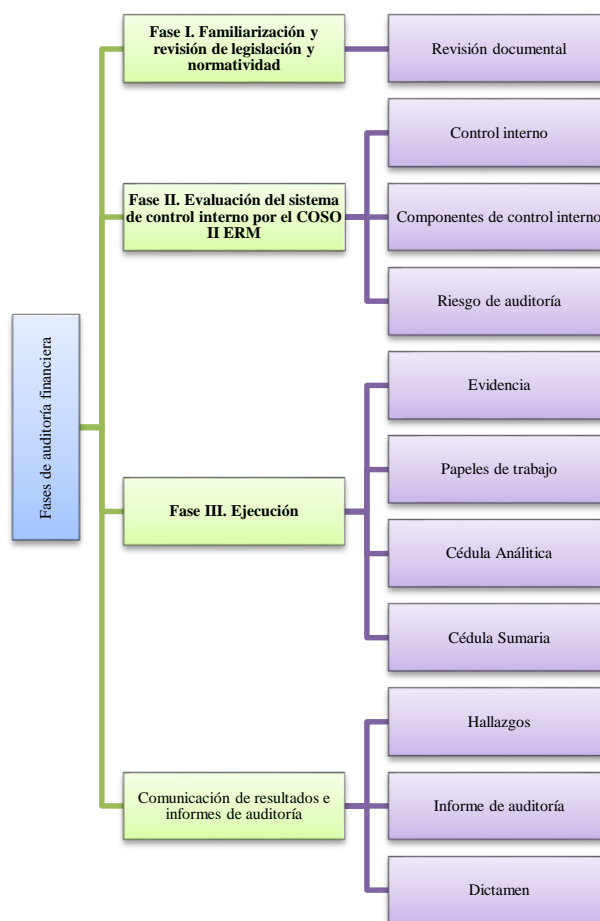 Fases de auditoría financiera
Fase I. Familiarización y
revisión de legislación y
normatividad
Revisión documental
Fase II. Evaluación del sistema
de control interno por el COSO
II ERM
Control interno
Componentes de control interno
Riesgo de auditoría
Fase III. Ejecución
Evidencia
Papeles de trabajo
Cédula Análitica
Cédula Sumaria
Comunicación de resultados e
informes de auditoría
Hallazgos
Informe de auditoría
Dictamen